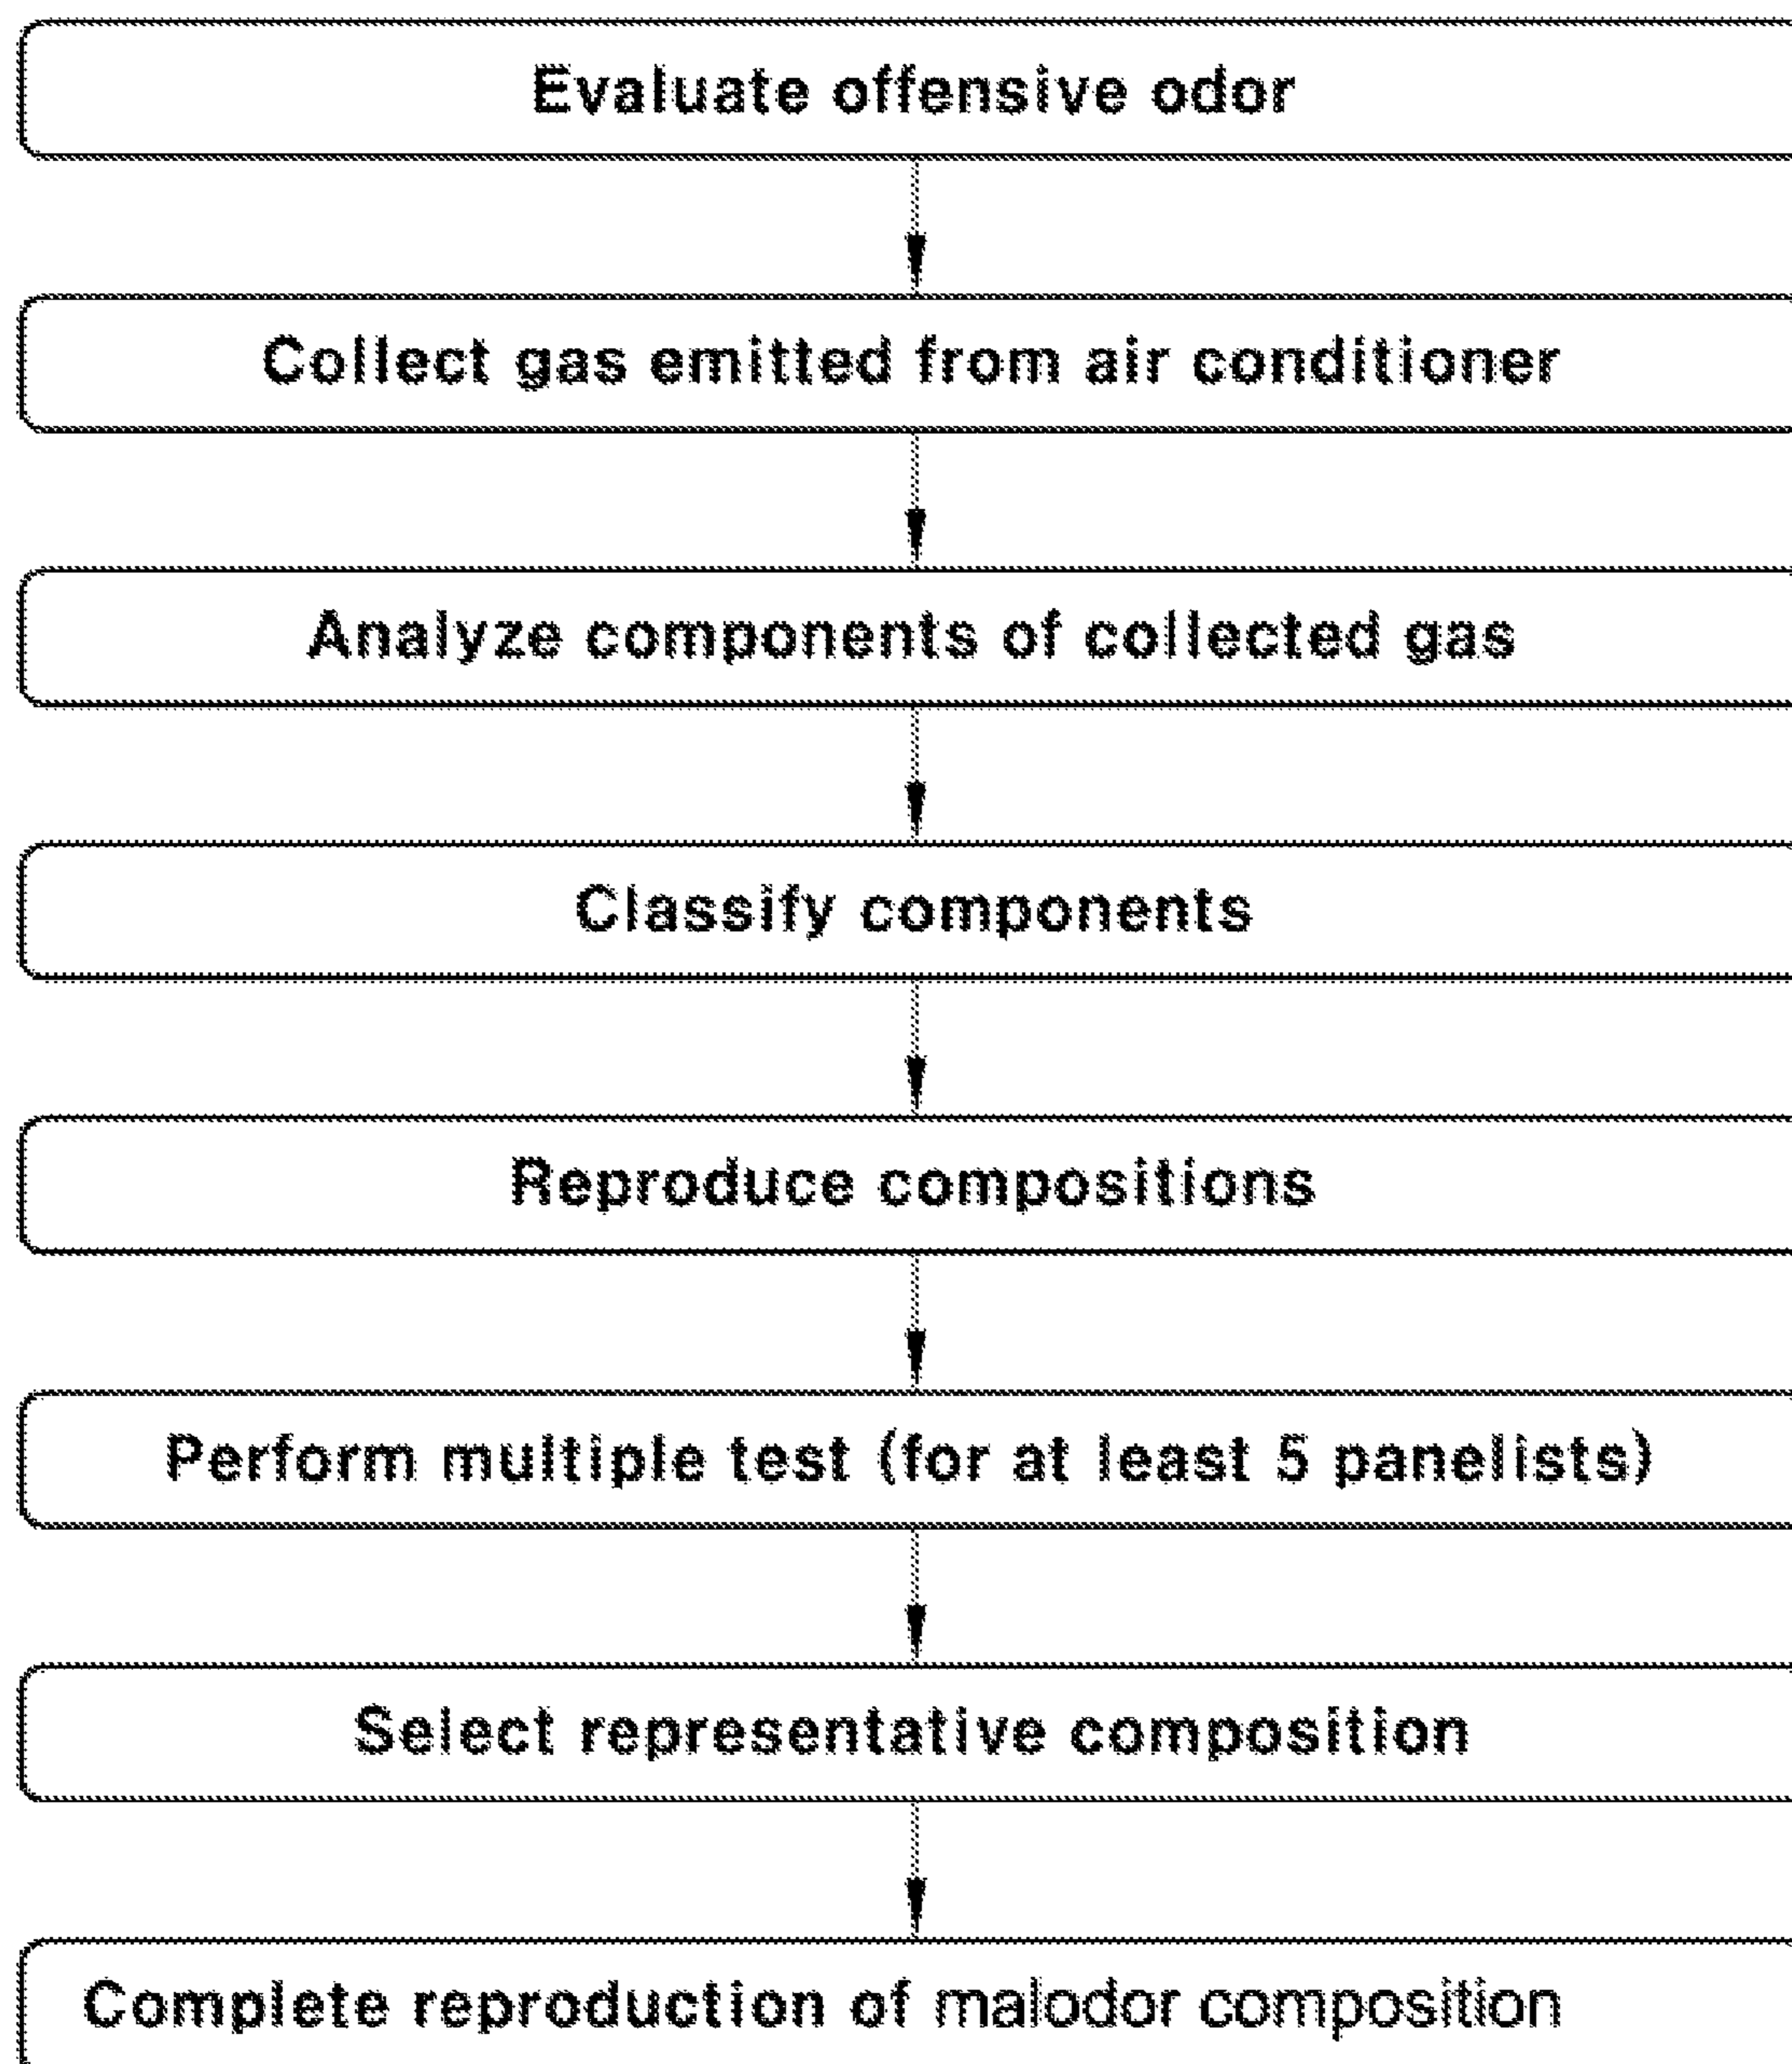 Evaluate offensive odor
Collect gas emitted from air conditioner
Analyze components of collected gas
Classify components
Reproduce compositions
Perform multiple test (for at least 5 panelists)
Select representative composition
Complete reproduction of malodor composition